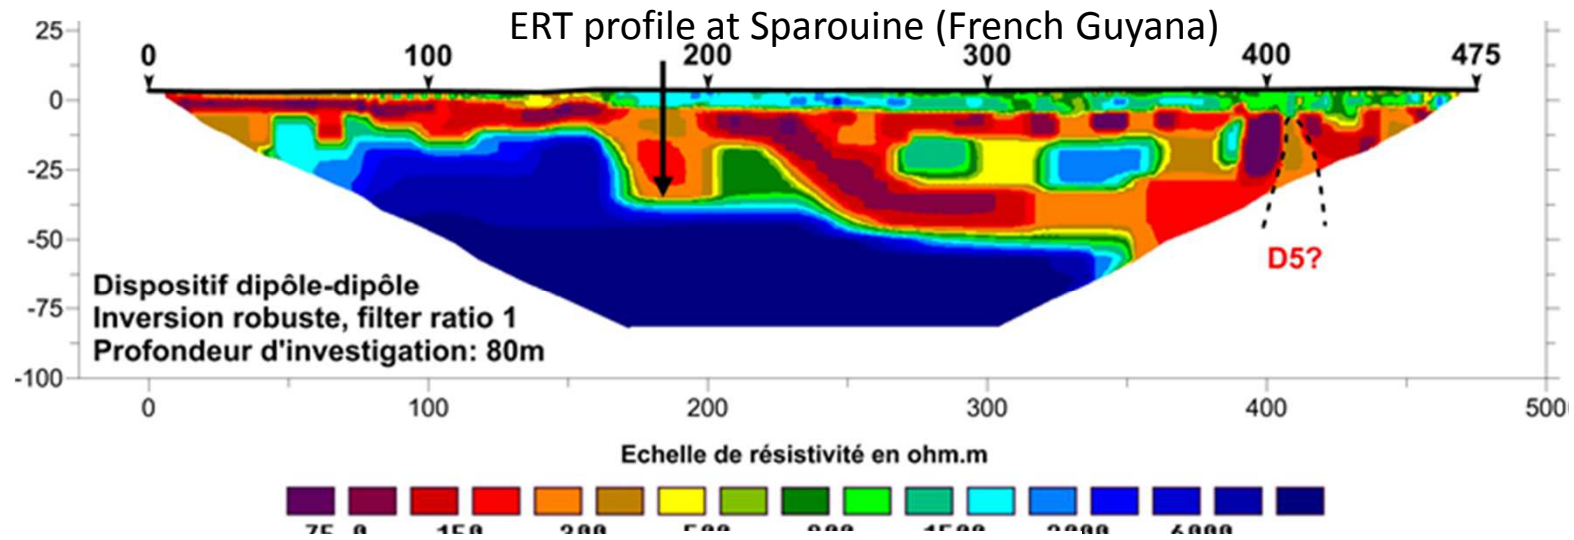 ERT profile at Sparouine (French Guyana)
25
0
-25
-50
-75
-100
0 100 200 300 400 475
D5?
Dispositif dipôle-dipôle
Inversion robuste, filter ratio 1
Profondeur d'investigation: 80m
0 100 200 300 400 500
Echelle de résistivité en ohm.m